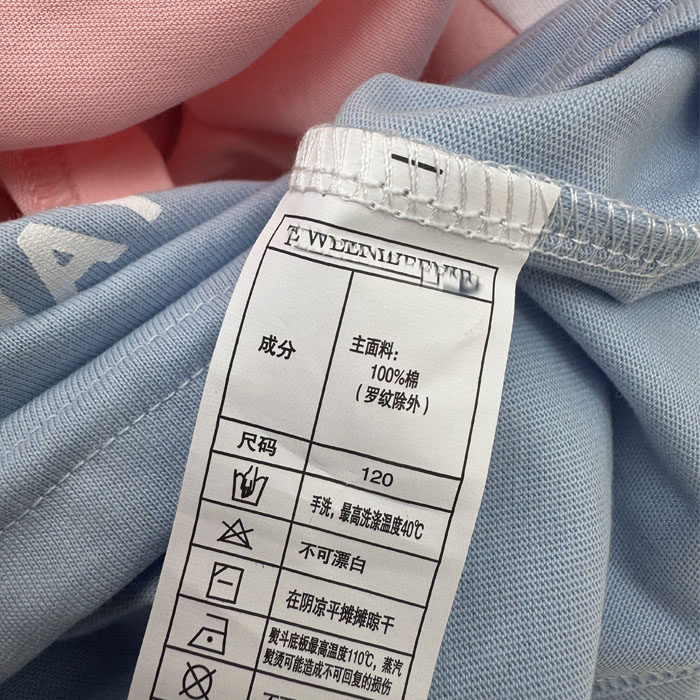 成分
主面料:
100%棉
(罗纹除外)
尺码
120
手洗,最高洗涤温度40℃
不可漂白
在阴凉平摊摊晾干
熨斗底板最高温度110℃,蒸汽
熨烫可能造成不可回复的损伤